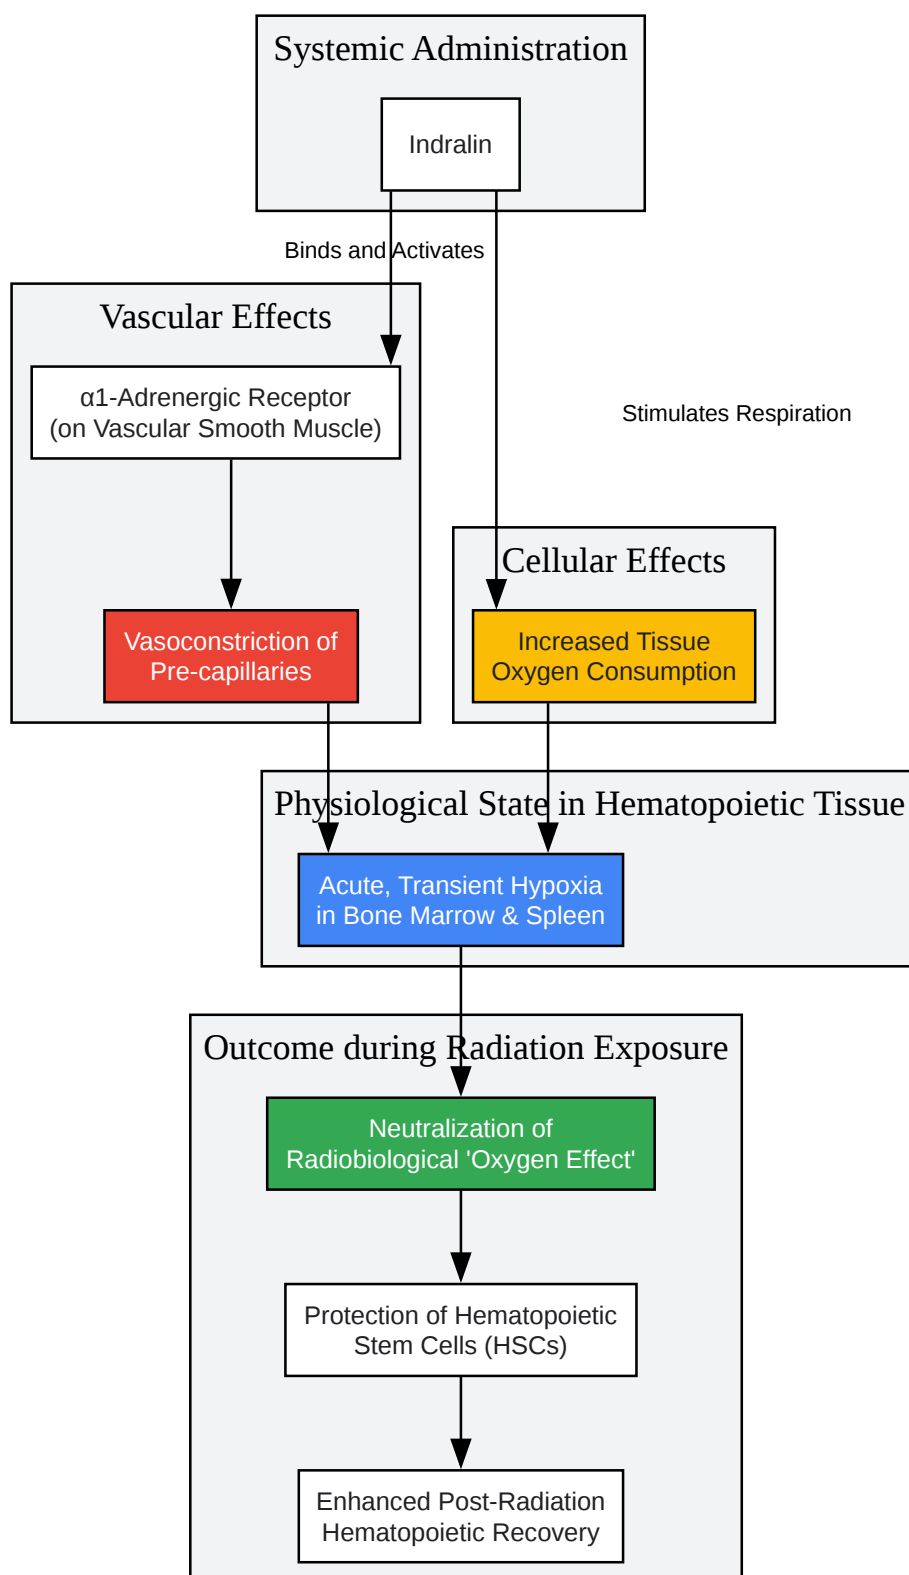 Systemic Administration
Indralin
Binds and Activates
Vascular Effects
α1-Adrenergic Receptor
(on Vascular Smooth Muscle)
Stimulates Respiration
Cellular Effects
Vasoconstriction of
Pre-capillaries
Increased Tissue
Oxygen Consumption
Physiological State in Hematopoietic Tissue
Acute, Transient Hypoxia
in Bone Marrow & Spleen
Outcome during Radiation Exposure
Neutralization of
Radiobiological 'Oxygen Effect'
Protection of Hematopoietic
Stem Cells (HSCs)
Enhanced Post-Radiation
Hematopoietic Recovery